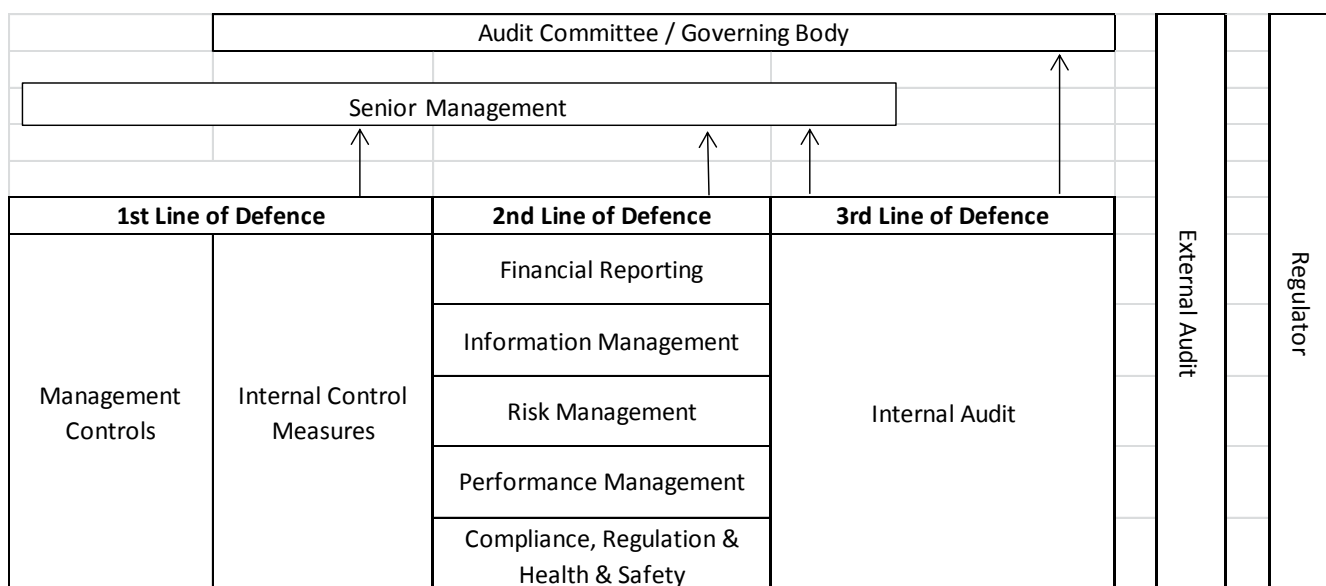 Audit Committee / Governing Body
Senior Management
1st Line of Defence
2nd Line of Defence
3rd Line of Defence
Management
Controls
Internal Control
Measures
Financial Reporting
Information Management
Risk Management
Performance Management
Compliance, Regulation &
Health & Safety
Internal Audit
External Audit
Regulator